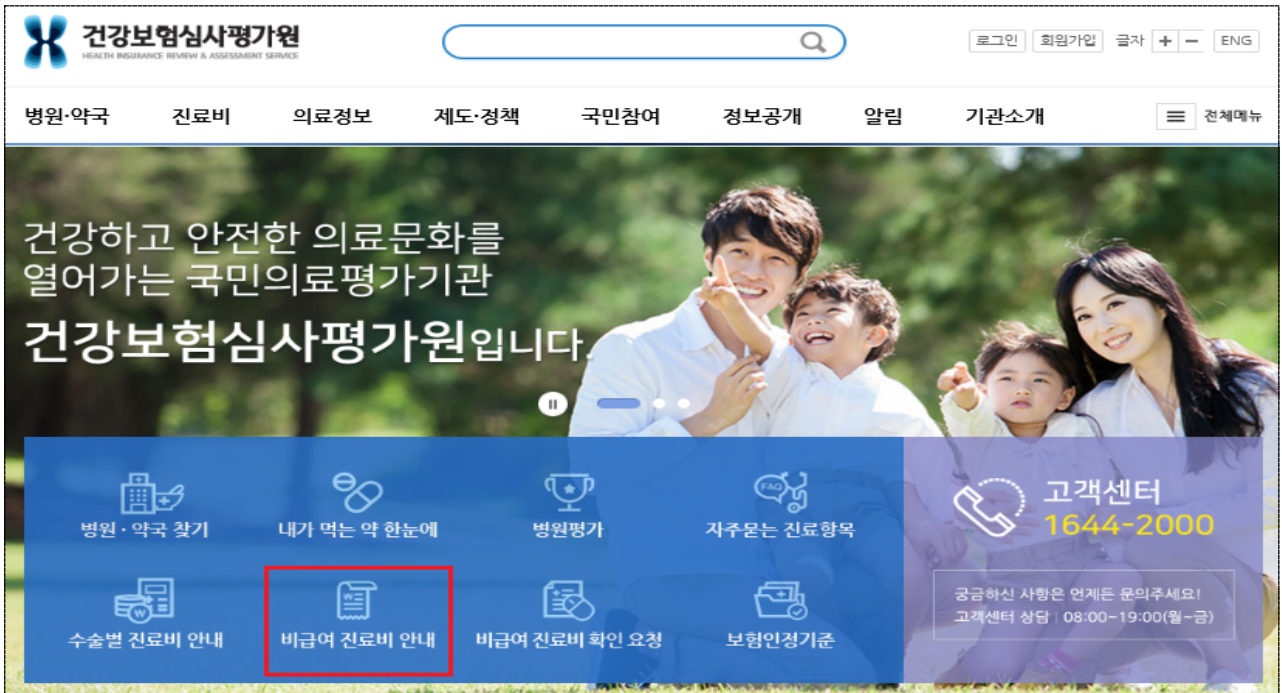 건강보험심사평가원
HEALTH INSURANCE REVIEW & ASSESSMENT SERVICE
로그인 회원가입 글자 + − ENG
병원·약국 진료비 의료정보 제도·정책 국민참여 정보공개 알림 기관소개 전체메뉴
건강하고 안전한 의료문화를
열어가는 국민의료평가기관
건강보험심사평가원입니다.
병원·약국 찾기 내가 먹는 약 한눈에 병원평가 FAQ 자주묻는 진료항목
수술별 진료비 안내 비급여 진료비 안내 비급여 진료비 확인 요청 보험인정기준
고객센터
1644-2000
궁금하신 사항은 언제든 문의주세요!
고객센터 상담 | 08:00~19:00(월~금)